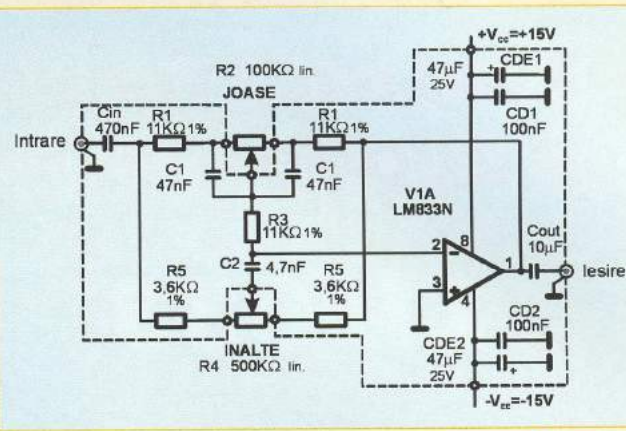 +Vcc=+15V
CDE1
47µF
25V
CD1
100nF
R2 100KΩ lin.
JOASE
Cin
470nF
R1
11KΩ1%
R1
11KΩ1%
Intrare
C1
47nF
C1
47nF
V1A
LM833N
R3
11KΩ1%
C2
4,7nF
8
2
-
1
3
+
4
Cout
10µF
Iesire
R5
3,6KΩ
1%
R5
3,6KΩ
1%
INALTE
R4 500KΩ lin.
CD2
100nF
CDE2
47µF
25V
+
-VEE=-15V